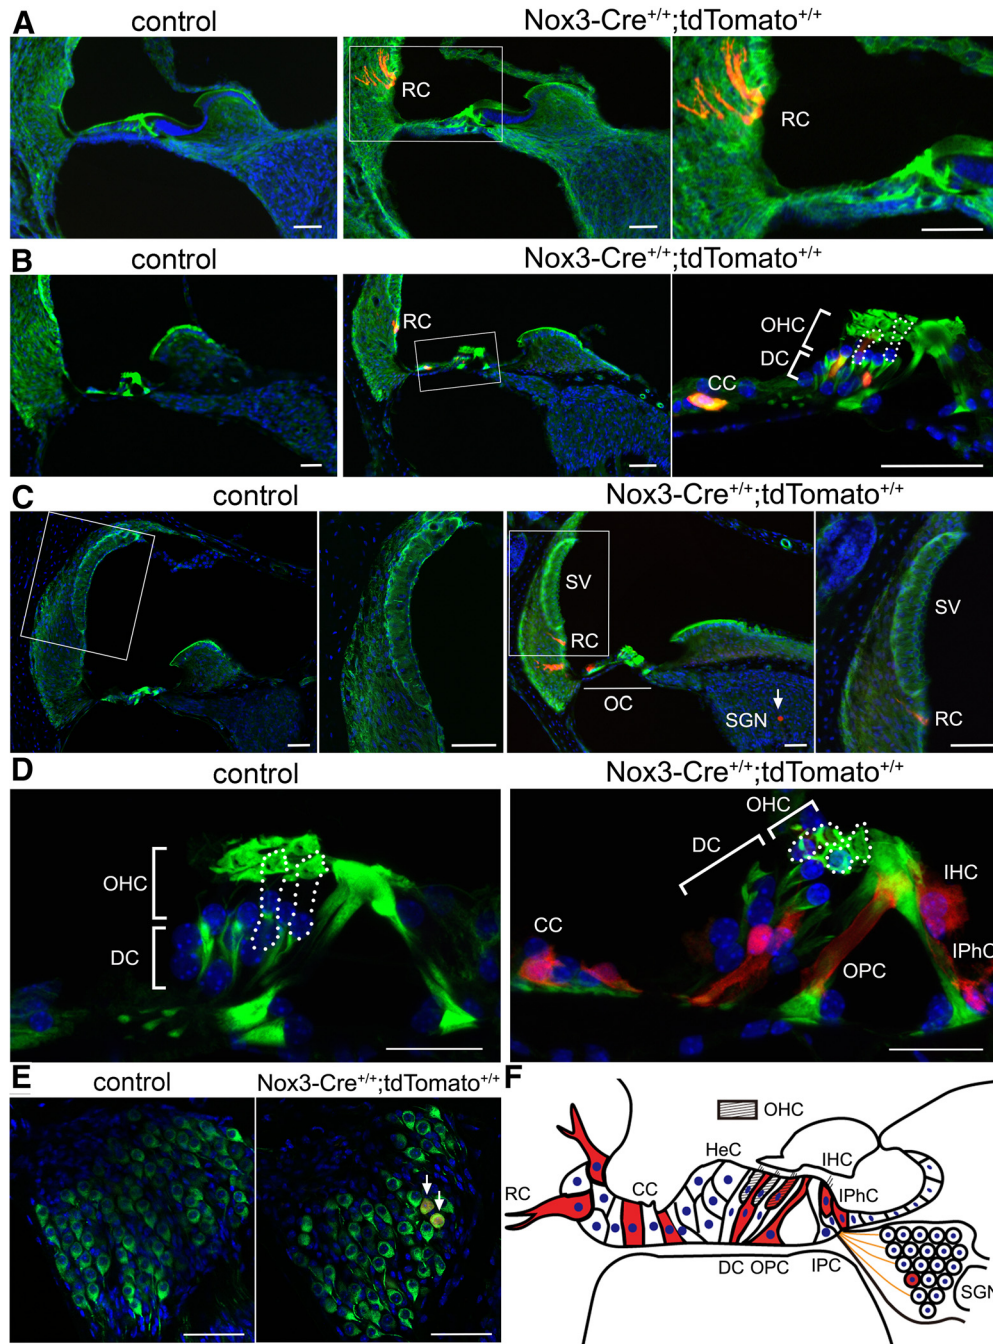 A control Nox3-Cre+/+;tdTomato+/+
RC
RC
B control Nox3-Cre+/+;tdTomato+/+
RC
OHC
DC
CC
C control Nox3-Cre+/+;tdTomato+/+
SV
RC
OC
SGN
SV
RC
D control Nox3-Cre+/+;tdTomato+/+
OHC
DC
OHC
DC
IHC
CC
OPC
IPhC
E control Nox3-Cre+/+;tdTomato+/+
F
OHC
HeC
IHC
RC
CC
IPhC
DC OPC IPC
SGN